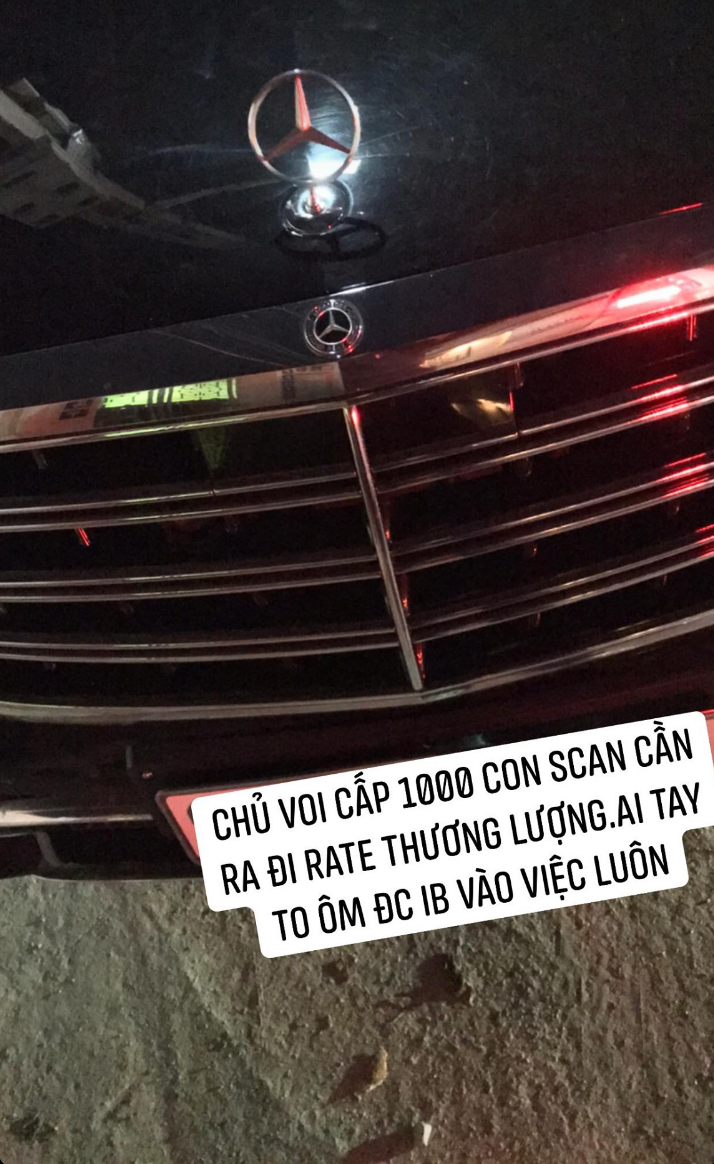 CHỦ VOI CẤP 1000 CON SCAN CẦN
RA ĐI RATE THƯƠNG LƯỢNG.AI TAY
TO ÔM ĐC IB VÀO VIỆC LUÔN